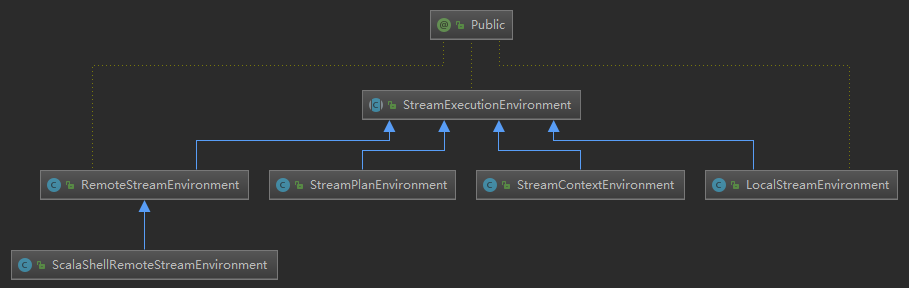 Public
StreamExecutionEnvironment
RemoteStreamEnvironment
StreamPlanEnvironment
StreamContextEnvironment
LocalStreamEnvironment
ScalaShellRemoteStreamEnvironment